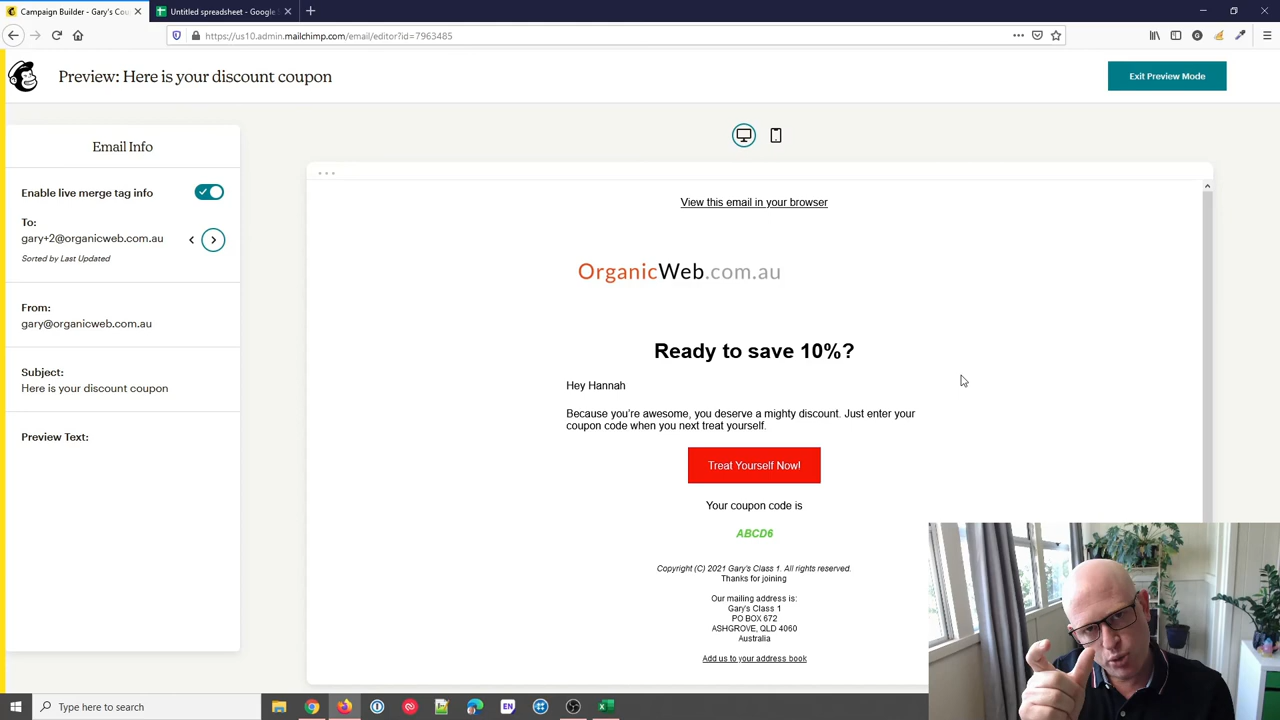 Campaign Builder - Gary's Cou
Untitled spreadsheet - Google
https://us10.admin.mailchimp.com/email/editor?id=7963485
Preview: Here is your discount coupon
Exit Preview Mode
Email Info
Enable live merge tag info
To:
gary+2@organicweb.com.au
Sorted by Last Updated
From:
gary@organicweb.com.au
Subject:
Here is your discount coupon
Preview Text:
View this email in your browser
OrganicWeb.com.au
Ready to save 10%?
Hey Hannah
Because you're awesome, you deserve a mighty discount. Just enter your
coupon code when you next treat yourself.
Treat Yourself Now!
Your coupon code is
ABCD6
Copyright (C) 2021 Gary's Class 1. All rights reserved.
Thanks for joining
Our mailing address is:
Gary's Class 1
PO BOX 672
ASHGROVE, QLD 4060
Australia
Add us to your address book
Type here to search
EN